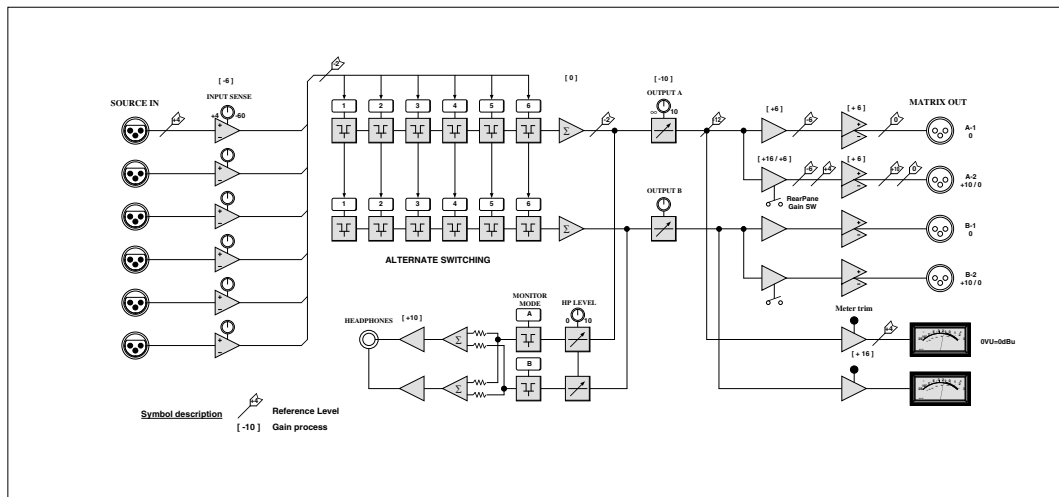 [ -6 ]
[ 0 ]
[ -10 ]
SOURCE IN
INPUT SENSE
OUTPUT A
[ +6 ]
[ + 6 ]
MATRIX OUT
+4
+4
-60
-2
1 2 3 4 5 6
Σ
-2
∞
10
-12
-6
0
A-1
0
[ +16 / +6 ]
[ + 6 ]
-6
+4
+10
0
A-2
+10 / 0
RearPane
Gain SW
OUTPUT B
1 2 3 4 5 6
Σ
B-1
0
ALTERNATE SWITCHING
B-2
+10 / 0
HEADPHONES
[ +10 ]
MONITOR
MODE
HP LEVEL
A
0
10
Σ
Meter trim
+4
0VU=0dBu
[ + 16 ]
B
Σ
Symbol description
+4
Reference Level
[ -10 ]
Gain process